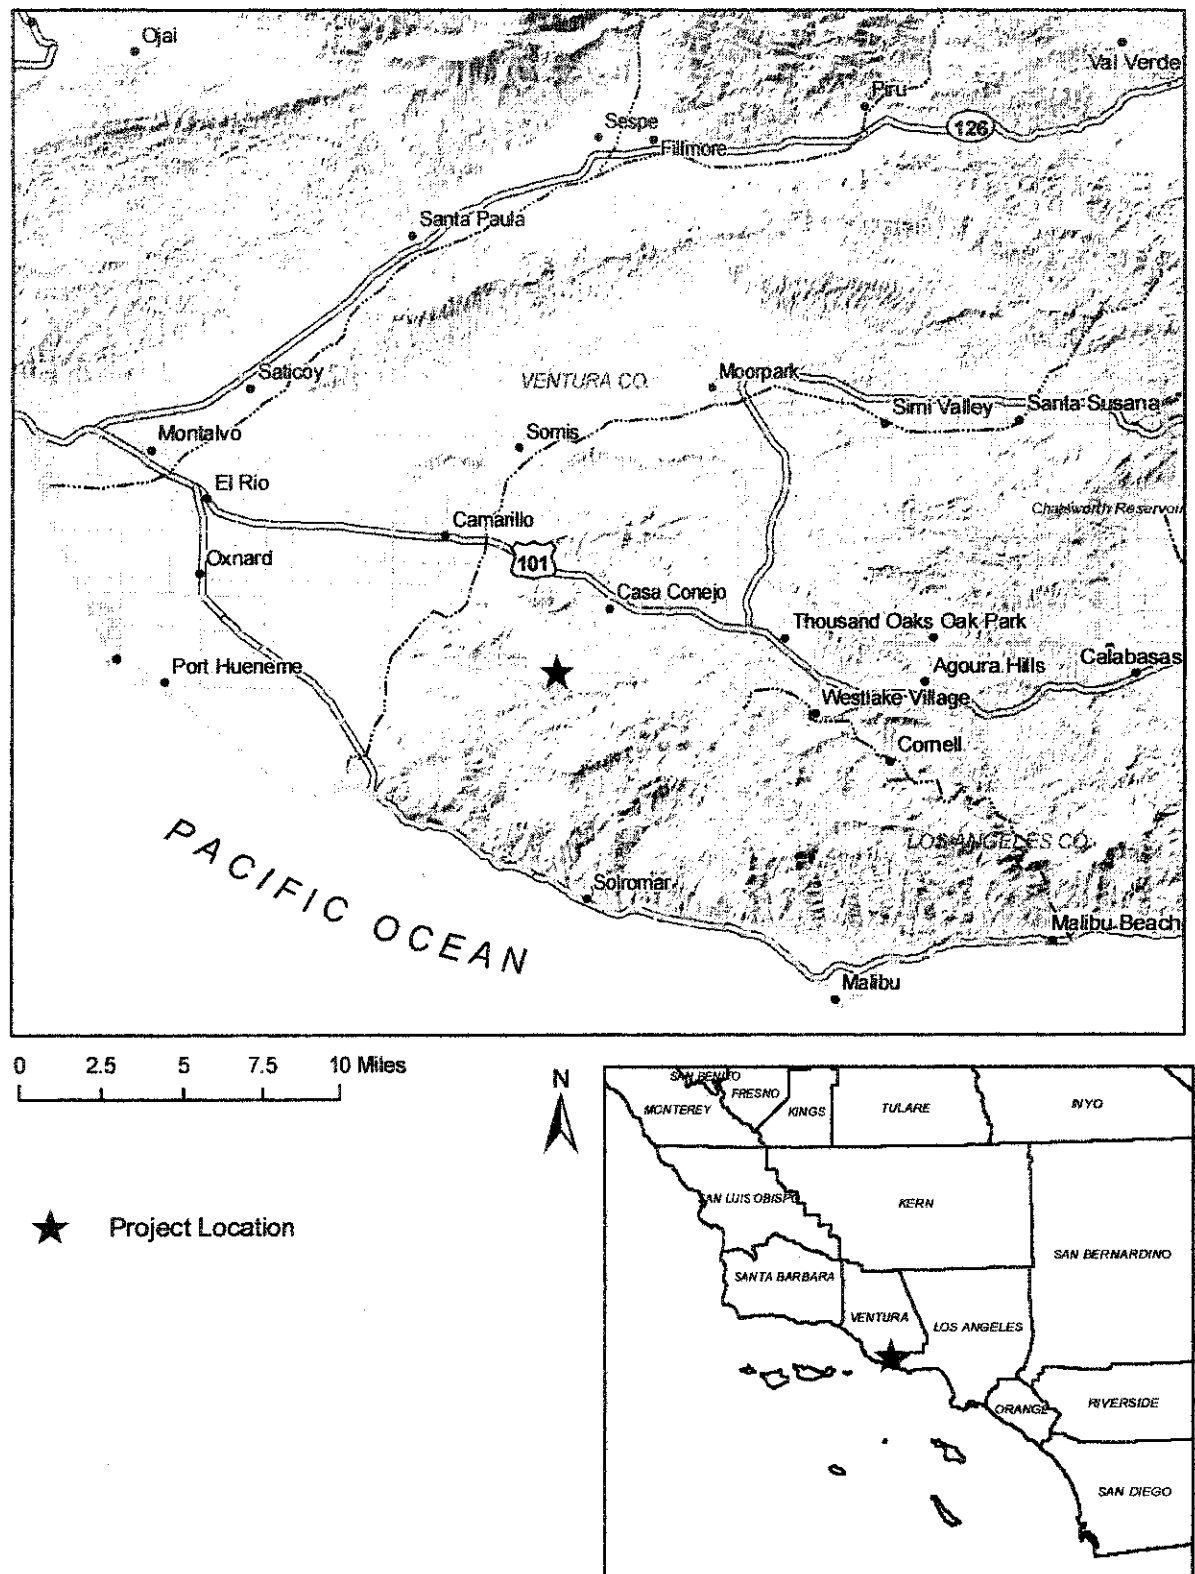 Ojai
Val Verde
Piru
126
Sespe
Fillmore
Santa Paula
Saticoy
VENTURA CO.
Moorpark
Simi Valley
Santa Susana
Montalvo
Somis
El Rio
Chatsworth Reservoir
Camarillo
101
Oxnard
Casa Conejo
Thousand Oaks
Oak Park
Port Hueneme
Agoura Hills
Calabasas
Westlake Village
Cornell
LOS ANGELES CO.
PACIFIC OCEAN
Solromar
Malibu Beach
Malibu
0 2.5 5 7.5 10 Miles
N
Project Location
SAN BENITO
FRESNO
MONTEREY
KINGS
TULARE
INYO
SAN LUIS OBISPO
KERN
SAN BERNARDINO
SANTA BARBARA
VENTURA
LOS ANGELES
ORANGE
RIVERSIDE
SAN DIEGO